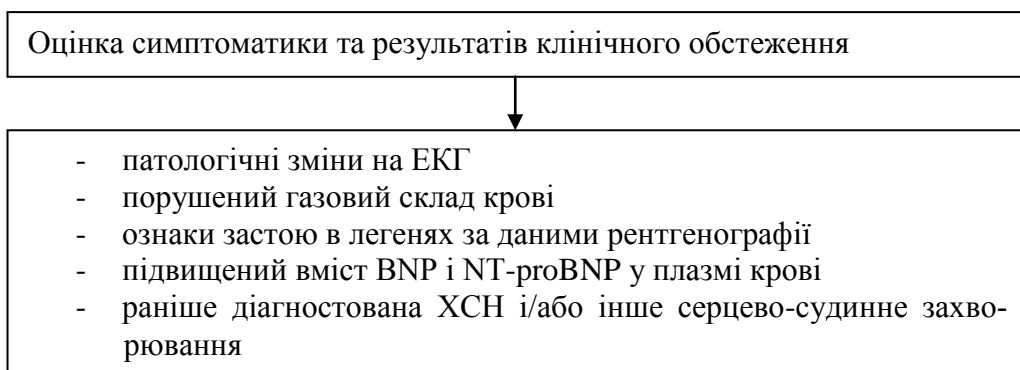 Оцінка симптоматики та результатів клінічного обстеження
- патологічні зміни на ЕКГ
- порушений газовий склад крові
- ознаки застою в легенях за даними рентгенографії
- підвищений вміст BNP і NT-proBNP у плазмі крові
- раніше діагностована ХСН і/або інше серцево-судинне захво-
рювання